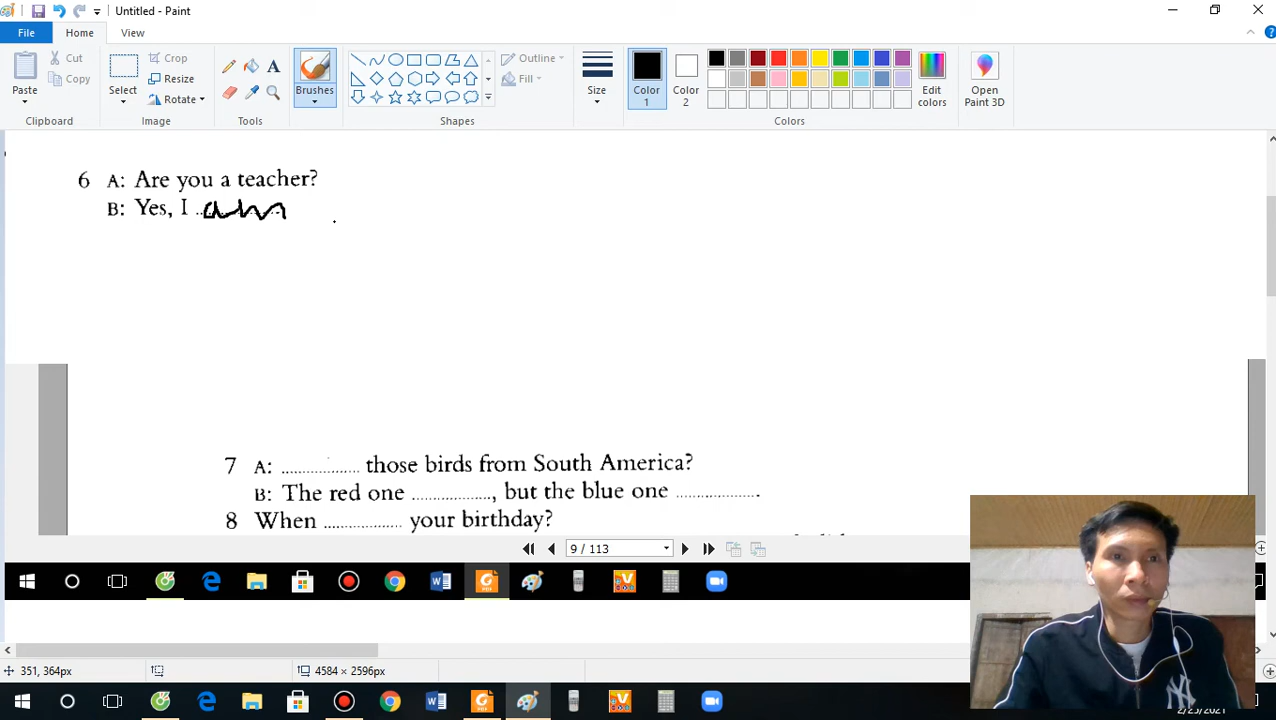 Untitled - Paint
File
Home
View
Paste
Cut
Copy
Clipboard
Select
Crop
Resize
Rotate
Image
Tools
Brushes
Shapes
Outline
Fill
Size
Color 1
Color 2
Colors
Edit colors
Open Paint 3D
6 A: Are you a teacher?
B: Yes, I am
7 A: .................... those birds from South America?
B: The red one ...................., but the blue one .....................
8 When .................... your birthday?
9 / 113
351, 364px
4584 × 2596px
2/25/2021